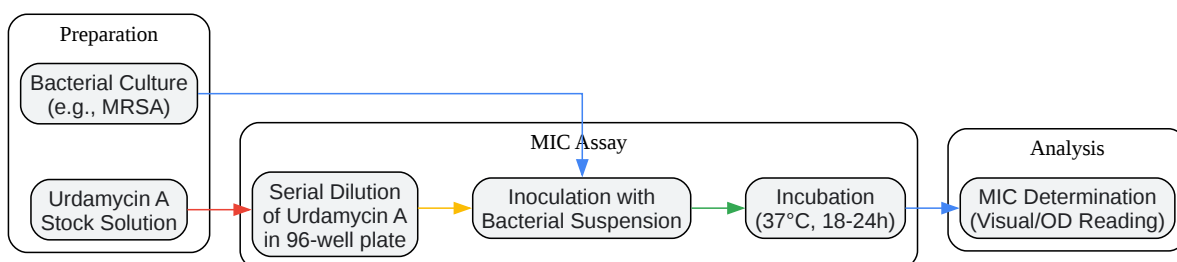 Preparation
Bacterial Culture
(e.g., MRSA)
Urdamycin A
Stock Solution
MIC Assay
Serial Dilution
of Urdamycin A
in 96-well plate
Inoculation with
Bacterial Suspension
Incubation
(37°C, 18-24h)
Analysis
MIC Determination
(Visual/OD Reading)